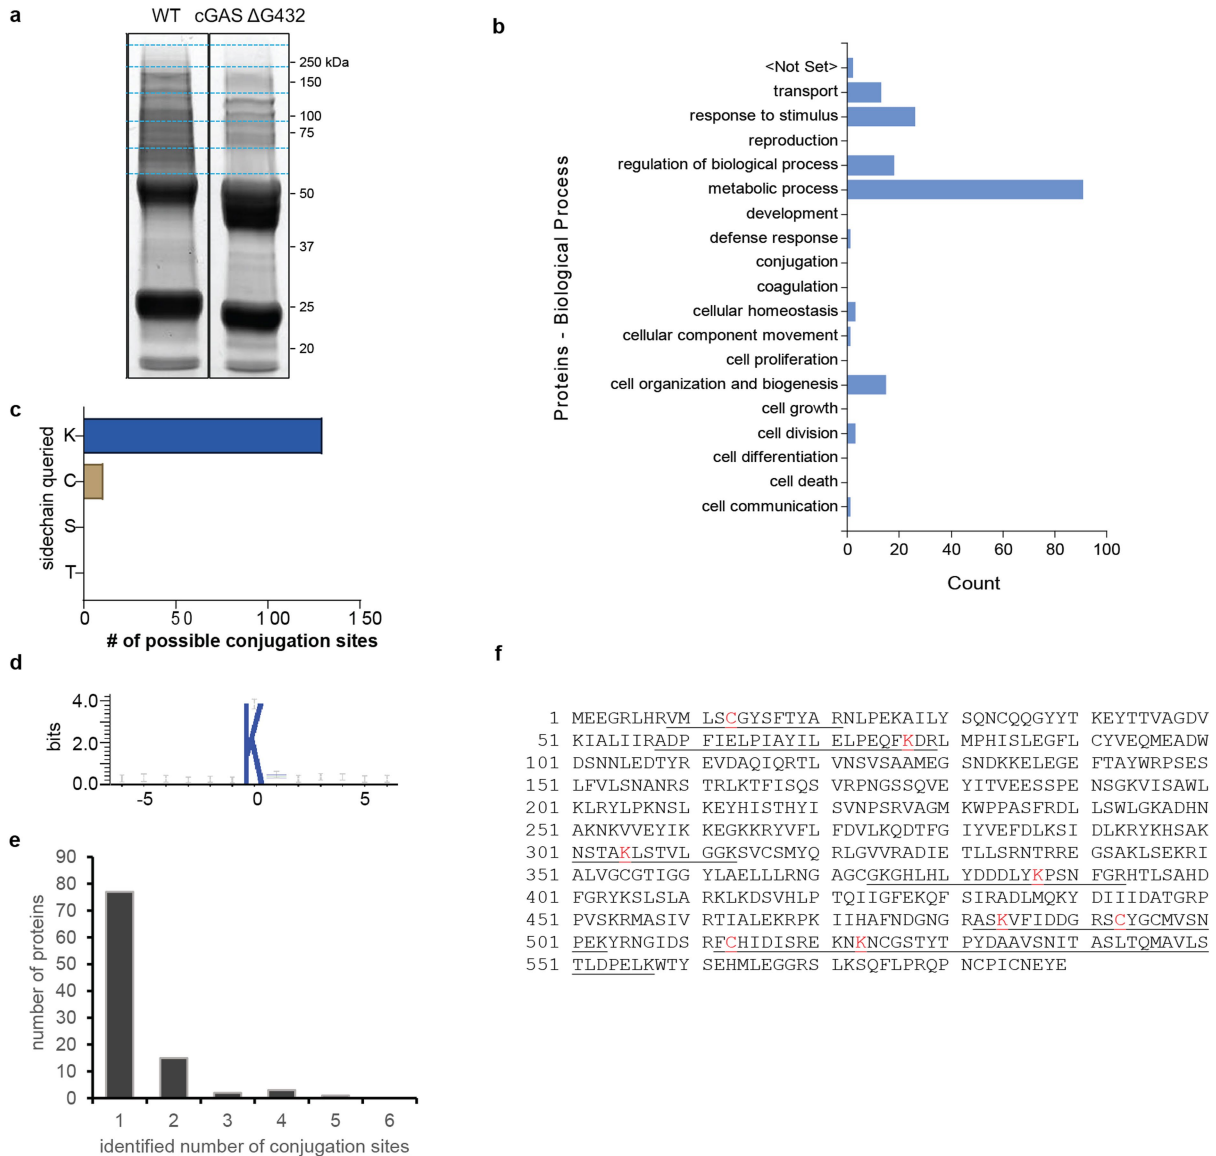 a
WT cGAS ΔG432
250 kDa
150
100
75
50
37
25
20
b
Proteins - Biological Process
<Not Set>
transport
response to stimulus
reproduction
regulation of biological process
metabolic process
development
defense response
conjugation
coagulation
cellular homeostasis
cellular component movement
cell proliferation
cell organization and biogenesis
cell growth
cell division
cell differentiation
cell death
cell communication
0 20 40 60 80 100
Count
c
sidechain queried
K
C
S
T
0 50 100 150
# of possible conjugation sites
d
bits
4.0
2.0
0.0
K
-5 0 5
e
number of proteins
90
80
70
60
50
40
30
20
10
0
1 2 3 4 5 6
identified number of conjugation sites
f
1 MEEGRLHRVM LSCGYSFTYA RNLPEKAILY SQNCQQGYYT KEYTTVAGDV
51 KIALIIRADP FIELPIAYIL ELPEQFKDRL MPHISLEGFL CYVEQMEADW
101 DSNNLEDTYR EVDAQIQRTL VNSVSAAMEG SNDKKELEGE FTAYWRPSES
151 LFVLSNANRS TRLKTFISQS VRPNGSSQVE YITVEESSPE NSGKVISAWL
201 KLRYLPKNSL KEYHISTHYI SVNPSRVAGM KWPPASFRDL LSWLGKADHN
251 AKNKVVEYIK KEGKKRYVFL FDVLKQDTFG IYVEFDLKSI DLKRYKHSAK
301 NSTAKLSTVL GGKSVCSMYQ RLGVVRADIE TLLSRNTRRE GSAKLSEKRI
351 ALVGCGTIGG YLAELLLRNG AGCGKGHLHL YDDDLYKPSN FGRHTLSAHD
401 FGRYKSLSLA RKLKDSVHLP TQIIGFEKQF SIRADLMQKY DIIIDATGRP
451 PVSKRMASIV RTIALEKRPK IIHAFNDGNG RASKVFIDDG RSCYGCMVSN
501 PEKYRNGIDS RFCHIDISREKNKNCGSTYT PYDAAVSNIT ASLTQMAVLS
551 TLDPELKWTY SEHMLEGGRS LKSQFLPRQP NCPICNEYE